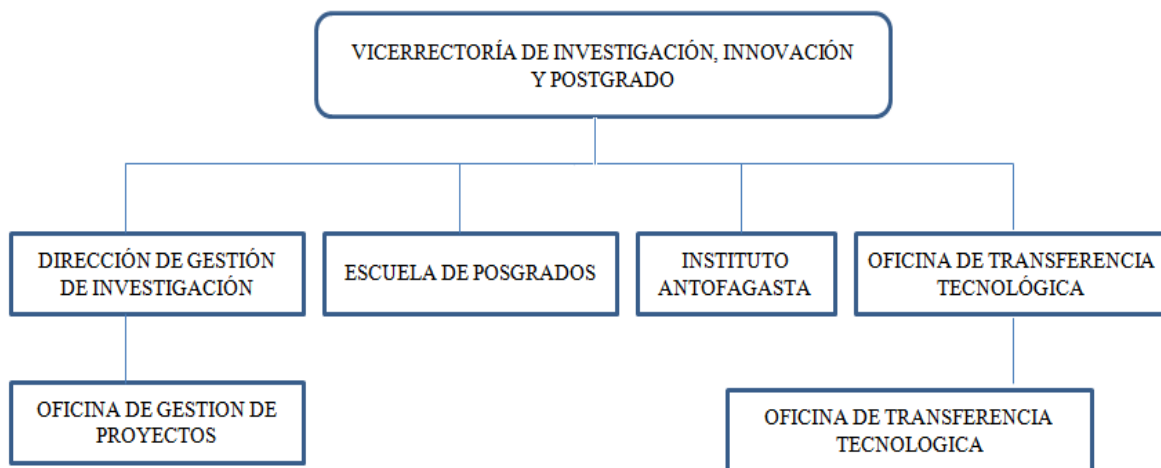 VICERRECTORÍA DE INVESTIGACIÓN, INNOVACIÓN
Y POSTGRADO
DIRECCIÓN DE GESTIÓN
DE INVESTIGACIÓN
ESCUELA DE POSGRADOS
INSTITUTO
ANTOFAGASTA
OFICINA DE TRANSFERENCIA
TECNOLÓGICA
OFICINA DE GESTION DE
PROYECTOS
OFICINA DE TRANSFERENCIA
TECNOLOGICA